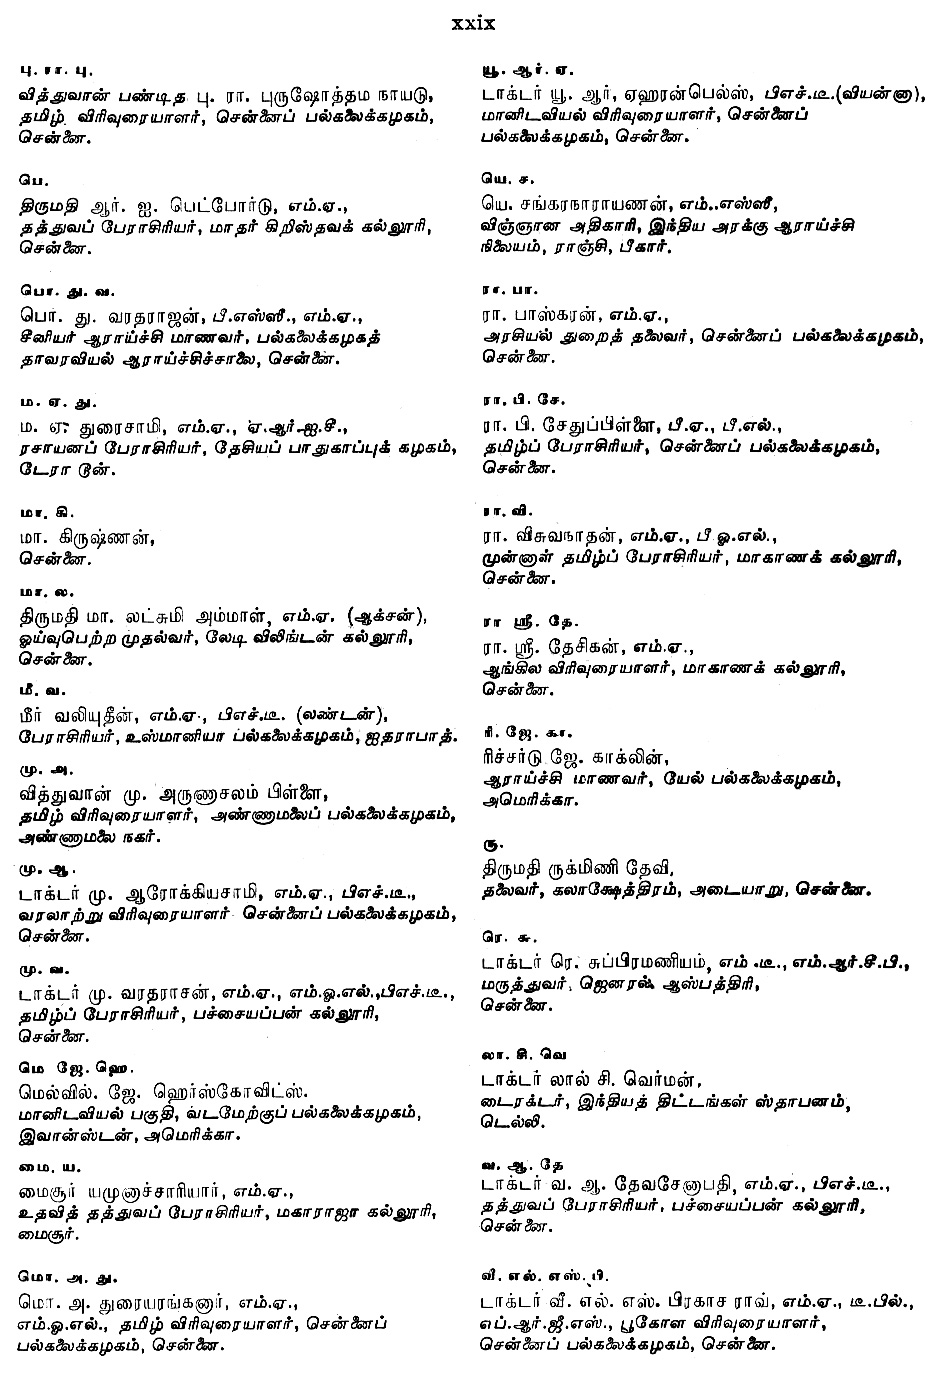 xxix
பு. ரா. பு.
வித்துவான் பண்டித பு. ரா. புருஷோத்தம நாயடு,
தமிழ் விரிவுரையாளர், சென்னைப் பல்கலைக்கழகம்,
சென்னை.
பெ.
திருமதி ஆர். ஐ. பெட்போர்டு, எம்.ஏ.,
தத்துவப் பேராசிரியர், மாதர் கிறிஸ்தவக் கல்லூரி,
சென்னை.
பொ. து. வ.
பொ. து. வரதராஜன், பீ.எஸ்ஸீ., எம்.ஏ.,
சீனியர் ஆராய்ச்சி மாணவர், பல்கலைக்கழகத்
தாவரவியல் ஆராய்ச்சிச்சாலை, சென்னை.
ம. ஏ. து.
ம. ஏ. துரைசாமி, எம்.ஏ., ஏ.ஆர்.ஐ.சீ.,
ரசாயனப் பேராசிரியர், தேசியப் பாதுகாப்புக் கழகம்,
டேரா டூன்.
மா. கி.
மா. கிருஷ்ணன்,
சென்னை.
மா. ல.
திருமதி மா. லட்சுமி அம்மாள், எம்.ஏ. (ஆக்சன்),
ஓய்வுபெற்ற முதல்வர், லேடி விலிங்டன் கல்லூரி,
சென்னை.
மீ. வ.
மீர் வலியுதீன், எம்.ஏ., பிஎச்.டீ. (லண்டன்),
பேராசிரியர், உஸ்மானியா பல்கலைக்கழகம், ஐதராபாத்.
மு. அ.
வித்துவான் மு. அருணாசலம் பிள்ளை,
தமிழ் விரிவுரையாளர், அண்ணாமலைப் பல்கலைக்கழகம்,
அண்ணாமலை நகர்.
மு. ஆ.
டாக்டர் மு. ஆரோக்கியசாமி, எம்.ஏ., பிஎச்.டீ.,
வரலாற்று விரிவுரையாளர் சென்னைப் பல்கலைக்கழகம்,
சென்னை.
மு. வ.
டாக்டர் மு. வரதராசன், எம்.ஏ., எம்.ஓ.எல்.,பிஎச்.டீ.,
தமிழ்ப் பேராசிரியர், பச்சையப்பன் கல்லூரி,
சென்னை.
மெ ஜே. ஹெ.
மெல்வில். ஜே. ஹெர்ஸ்கோவிட்ஸ்.
மானிடவியல் பகுதி, வடமேற்குப் பல்கலைக்கழகம்,
இவான்ஸ்டன், அமெரிக்கா.
மை. ய.
மைசூர் யமுனாச்சாரியார், எம்.ஏ.,
உதவித் தத்துவப் பேராசிரியர், மகாராஜா கல்லூரி,
மைசூர்.
மொ. அ. து.
மொ. அ. துரையரங்கனார், எம்.ஏ.,
எம்.ஓ.எல்., தமிழ் விரிவுரையாளர், சென்னைப்
பல்கலைக்கழகம், சென்னை.
யூ. ஆர். ஏ.
டாக்டர் யூ. ஆர், ஏஹரன்பெல்ஸ், பிஎச்.டீ.(வியன்னா),
மானிடவியல் விரிவுரையாளர், சென்னைப்
பல்கலைக்கழகம், சென்னை.
யெ. ச.
யெ. சங்கரநாராயணன், எம்..எஸ்ஸீ,
விஞ்ஞான அதிகாரி, இந்திய அரக்கு ஆராய்ச்சி
நிலையம், ராஞ்சி, பீகார்.
ரா. பா.
ரா. பாஸ்கரன், எம்.ஏ.,
அரசியல் துறைத் தலைவர், சென்னைப் பல்கலைக்கழகம்,
சென்னை.
ரா. பி. சே.
ரா. பி. சேதுப்பிள்ளை, பீ.ஏ., பீ.எல்.,
தமிழ்ப் பேராசிரியர், சென்னைப் பல்கலைக்கழகம்,
சென்னை.
ரா. வி.
ரா. விசுவநாதன், எம்.ஏ., பீ ஓ.எல்.,
முன்னாள் தமிழ்ப் பேராசிரியர், மாகாணக் கல்லூரி,
சென்னை.
ரா ஸ்ரீ. தே.
ரா. ஸ்ரீ. தேசிகன், எம்.ஏ.,
ஆங்கில விரிவுரையாளர், மாகாணக் கல்லூரி,
சென்னை.
ரி. ஜே. கா.
ரிச்சர்டு ஜே. காக்லின்,
ஆராய்ச்சி மாணவர், யேல் பல்கலைக்கழகம்,
அமெரிக்கா.
ரு.
திருமதி ருக்மிணி தேவி,
தலைவர், கலாக்ஷேத்திரம், அடையாறு, சென்னை.
ரெ. சு.
டாக்டர் ரெ. சுப்பிரமணியம், எம் .டீ., எம்.ஆர்.சீ.பி.,
மருத்துவர், ஜெனரல் ஆஸ்பத்திரி,
சென்னை.
லா. சி. வெ
டாக்டர் லால் சி. வெர்மன்,
டைரக்டர், இந்தியத் திட்டங்கள் ஸ்தாபனம்,
டெல்லி.
வ. ஆ. தே
டாக்டர் வ. ஆ. தேவசேனாபதி, எம்.ஏ., பிஎச்.டீ.,
தத்துவப் பேராசிரியர், பச்சையப்பன் கல்லூரி,
சென்னை.
வீ. எல். எஸ். பி.
டாக்டர் வீ. எல். எஸ். பிரகாச ராவ், எம்.ஏ., டீ.பில்.,
எப்.ஆர்.ஜீ.எஸ்., பூகோள விரிவுரையாளர்,
சென்னைப் பல்கலைக்கழகம், சென்னை.